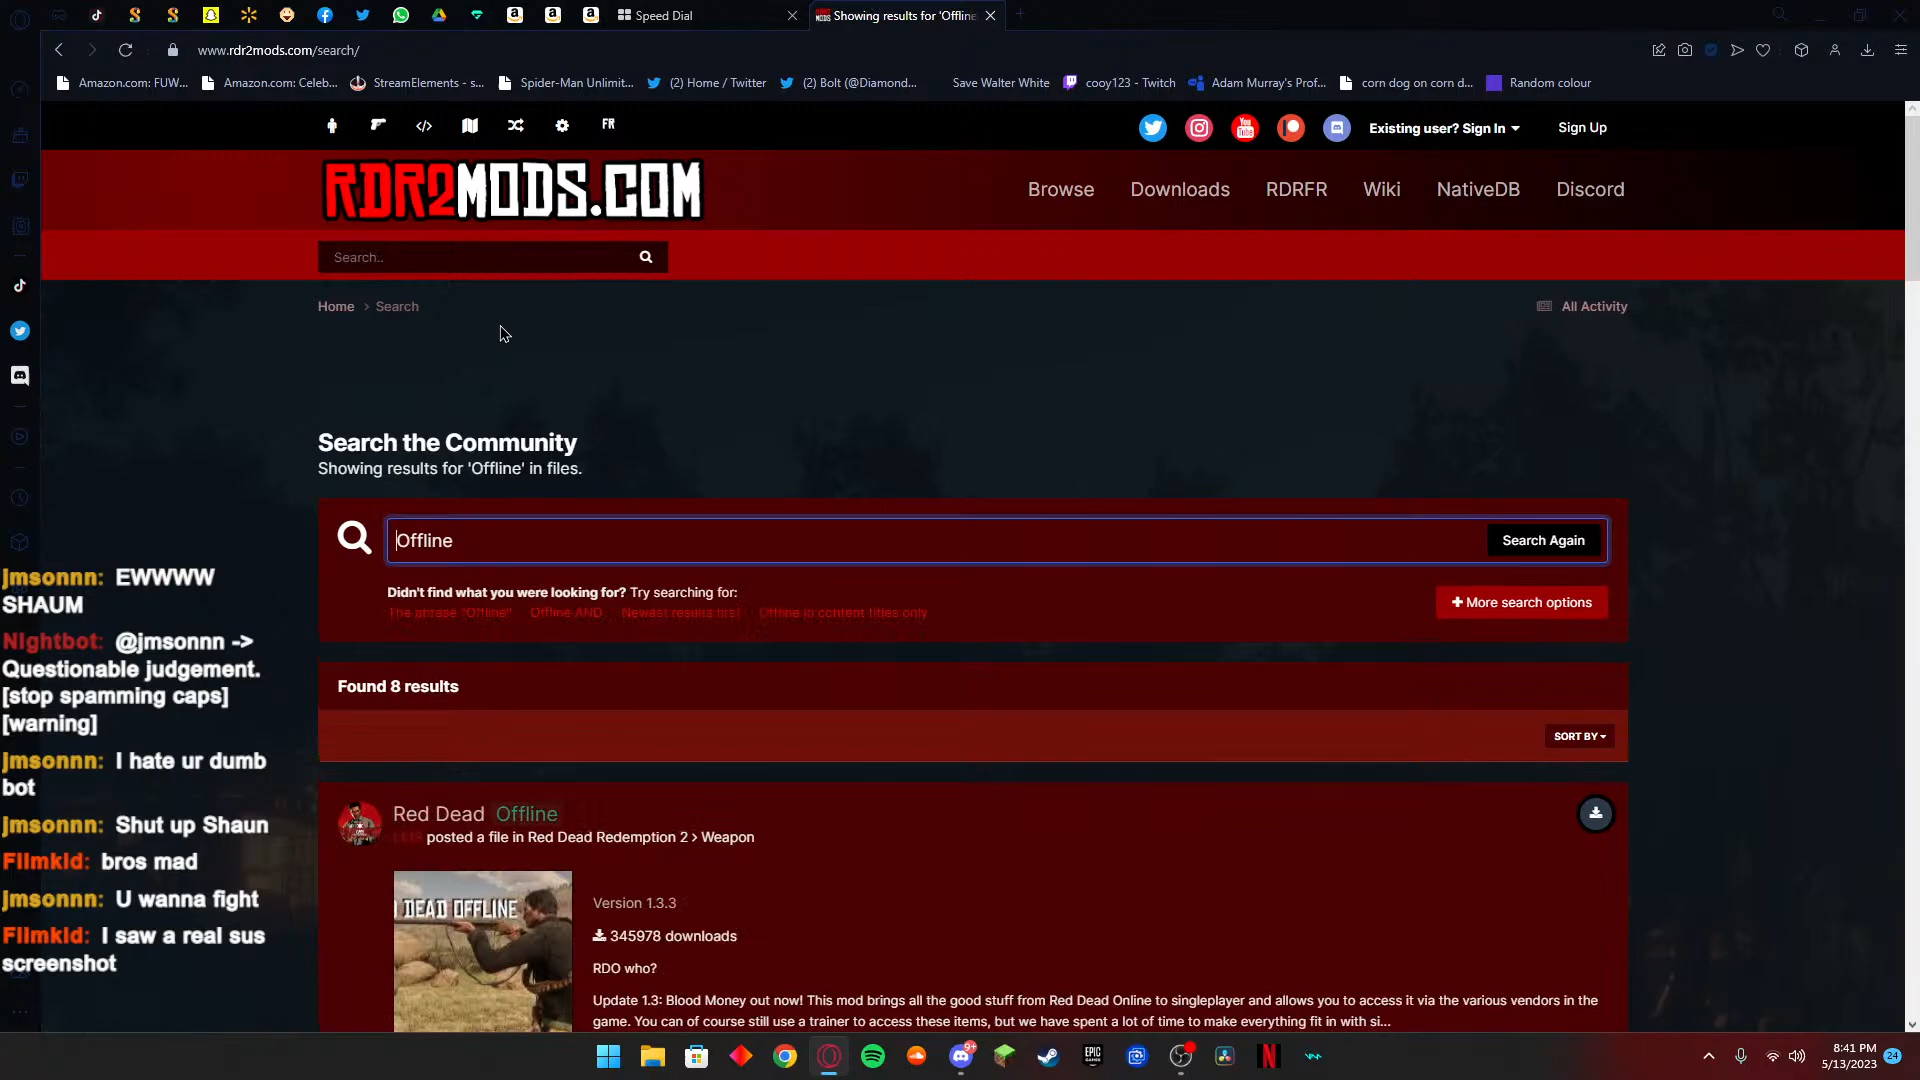 Speed Dial
Showing results for 'Offline
www.rdr2mods.com/search/
Amazon.com: FUW...
Amazon.com: Celeb...
StreamElements - s...
Spider-Man Unlimit...
(2) Home / Twitter
(2) Bolt (@Diamond...
Save Walter White
cooy123 - Twitch
Adam Murray's Prof...
corn dog on corn d...
Random colour
FR
You Tube
Existing user? Sign In
Sign Up
RDR2MODS.COM
Browse
Downloads
RDRFR
Wiki
NativeDB
Discord
Search..
Home > Search
All Activity
Search the Community
Showing results for 'Offline' in files.
Offline
Search Again
Didn't find what you were looking for? Try searching for:
The phrase "Offline"
Offline AND
Newest results first
Offline in content titles only
+ More search options
Found 8 results
SORT BY
Red Dead Offline
posted a file in Red Dead Redemption 2 > Weapon
DEAD OFFLINE
Version 1.3.3
345978 downloads
RDO who?
Update 1.3: Blood Money out now! This mod brings all the good stuff from Red Dead Online to singleplayer and allows you to access it via the various vendors in the
game. You can of course still use a trainer to access these items, but we have spent a lot of time to make everything fit in with si...
jmsonnn: EWWWW
SHAUM
Nightbot: @jmsonnn ->
Questionable judgement.
[stop spamming caps]
[warning]
jmsonnn: I hate ur dumb
bot
jmsonnn: Shut up Shaun
Filmkid: bros mad
jmsonnn: U wanna fight
Filmkid: I saw a real sus
screenshot
9+
EPIC GAMES
N
8:41 PM
5/13/2023
24